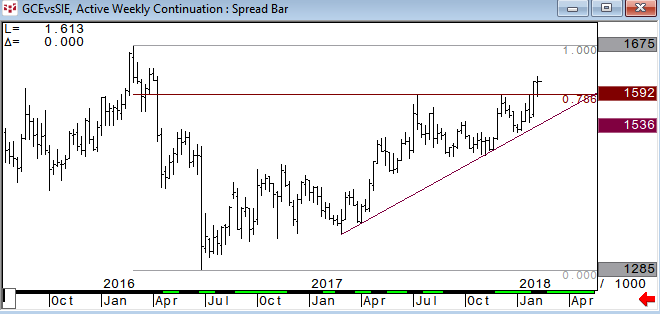 GCEvsSIE, Active Weekly Continuation : Spread Bar
L= 1.613
Δ= 0.000
1675
1.000
1592
0.786
1536
1285
0.000
2016 2017 2018 / 1000
Oct Jan Apr Jul Oct Jan Apr Jul Oct Jan Apr